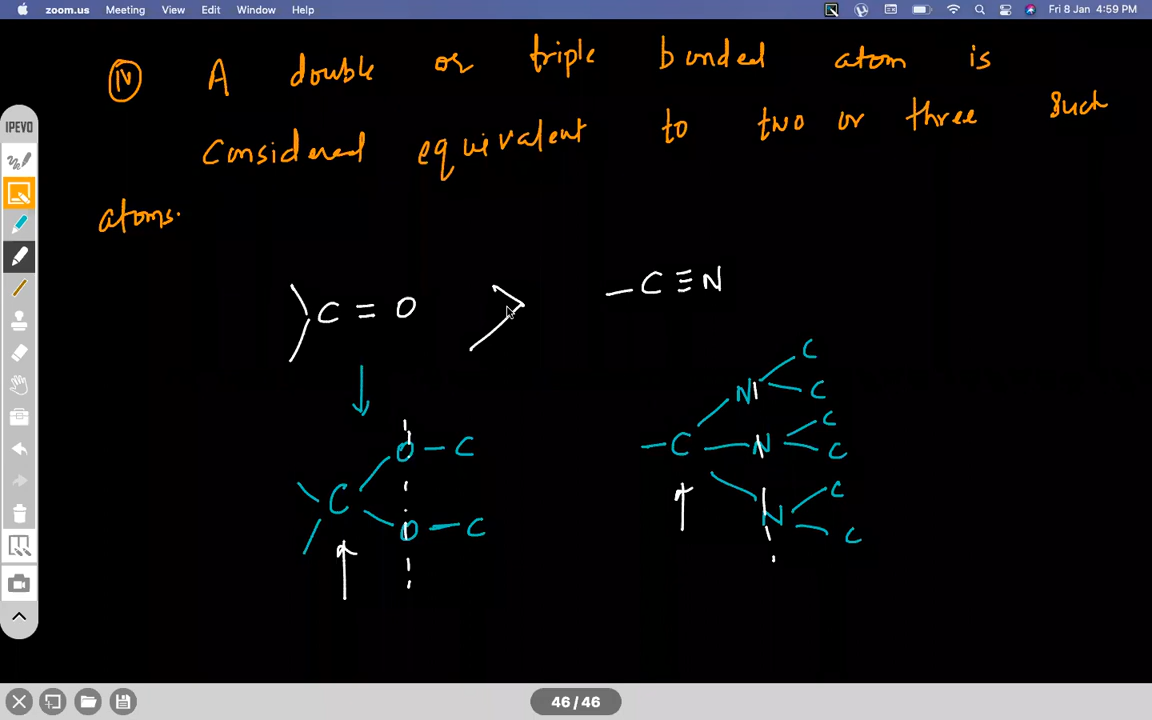 zoom.us Meeting View Edit Window Help Fri 8 Jan 4:59 PM
IPEVO
(iv) A double or triple bonded atom is
Considered equivalent to two or three such
atoms.
C = O > — C ≡ N
N C
C
O — C
— C N C
C
C
O — C
N C
C
46 / 46